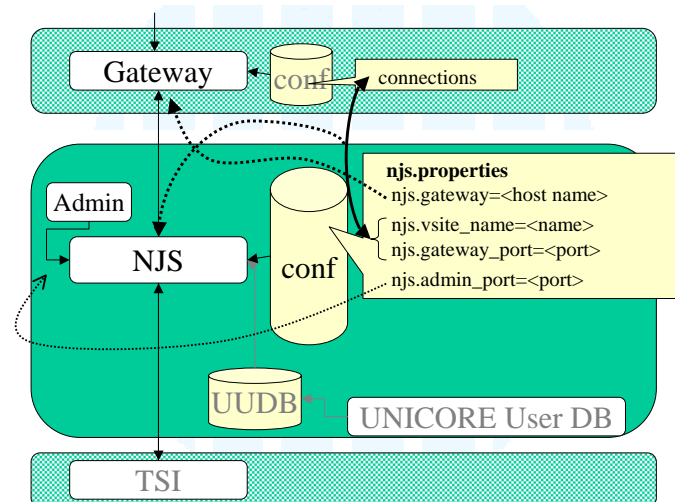 Gateway
conf
connections
njs.properties
njs.gateway=<host name>
Admin
njs.vsite_name=<name>
NJS
njs.gateway_port=<port>
conf
njs.admin_port=<port>
UUDB
UNICORE User DB
TSI